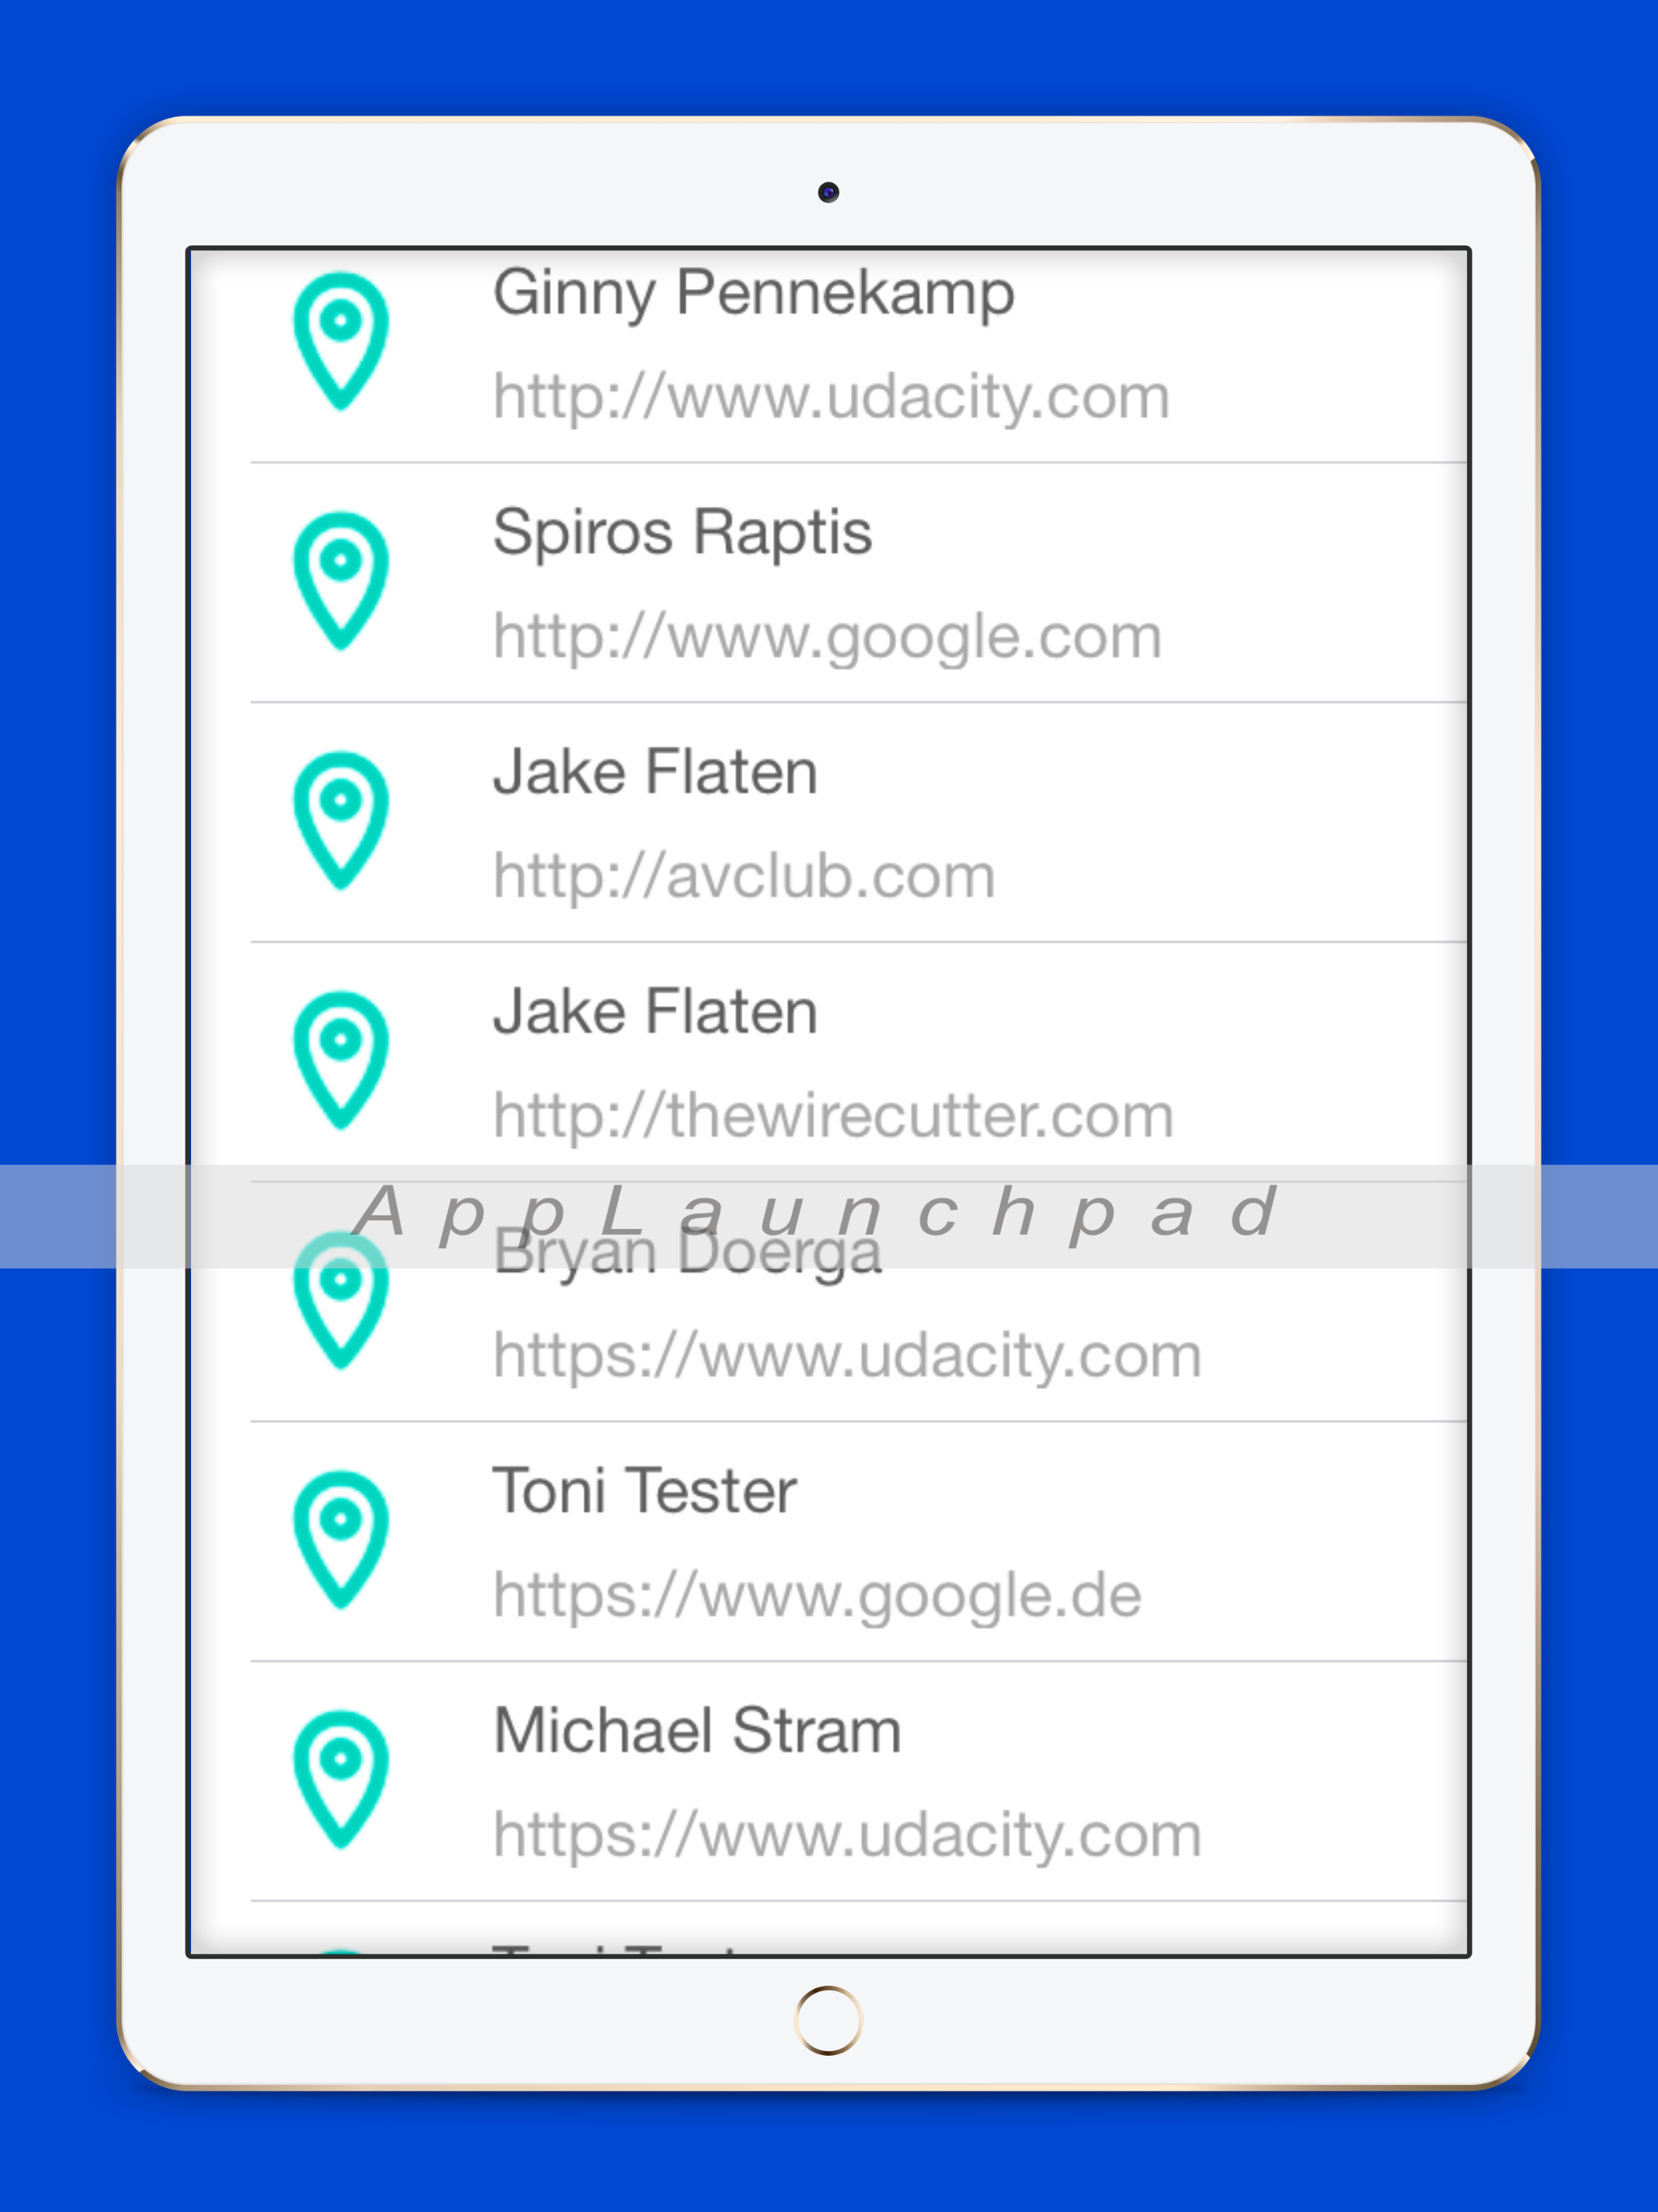 Ginny Pennekamp
http://www.udacity.com
Spiros Raptis
http://www.google.com
Jake Flaten
http://avclub.com
Jake Flaten
http://thewirecutter.com
AppLaunchpad
Bryan Doerga
https://www.udacity.com
Toni Tester
https://www.google.de
Michael Stram
https://www.udacity.com